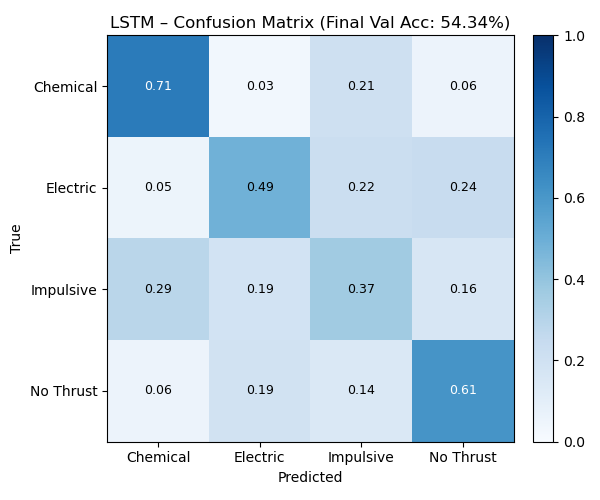 LSTM – Confusion Matrix (Final Val Acc: 54.34%)
True
Chemical 0.71 0.03 0.21 0.06
Electric 0.05 0.49 0.22 0.24
Impulsive 0.29 0.19 0.37 0.16
No Thrust 0.06 0.19 0.14 0.61
Chemical Electric Impulsive No Thrust
Predicted
1.0
0.8
0.6
0.4
0.2
0.0